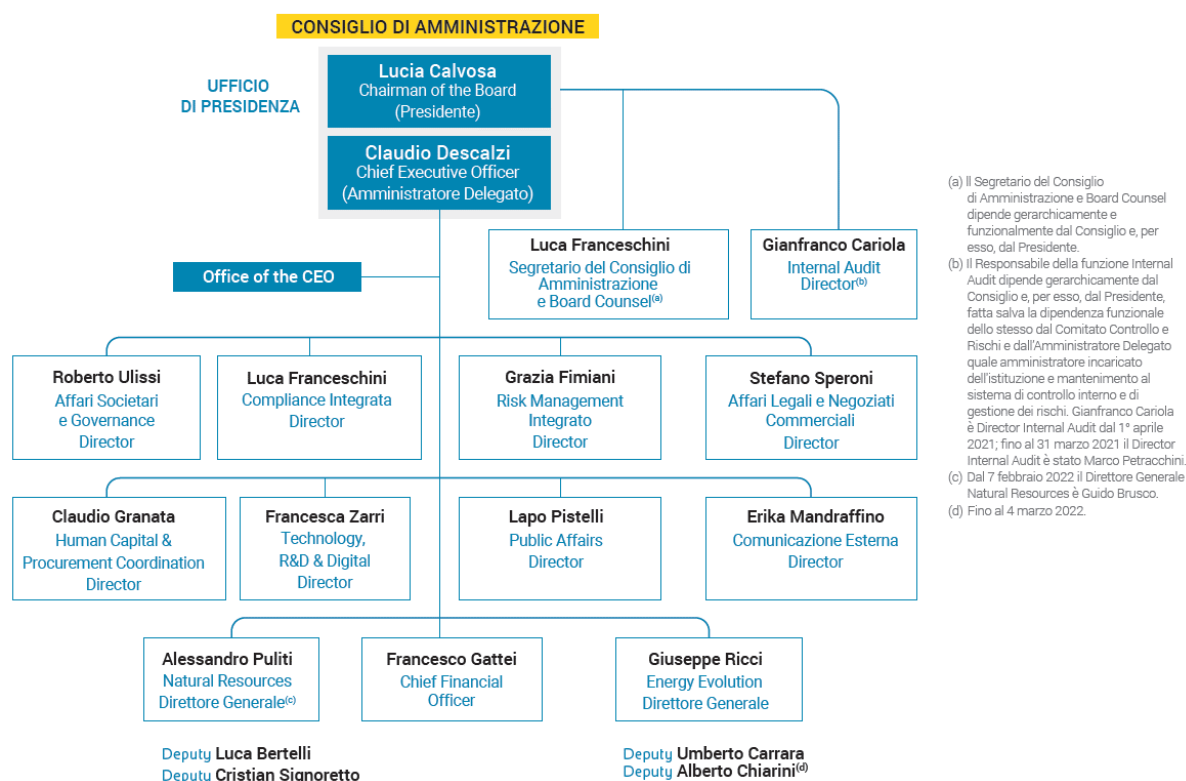 CONSIGLIO DI AMMINISTRAZIONE
UFFICIO
DI PRESIDENZA
Lucia Calvosa
Chairman of the Board
(Presidente)
Claudio Descalzi
Chief Executive Officer
(Amministratore Delegato)
Office of the CEO
Luca Franceschini
Segretario del Consiglio di
Amministrazione
e Board Counsel(a)
Gianfranco Cariola
Internal Audit
Director(b)
Roberto Ulissi
Affari Societari
e Governance
Director
Luca Franceschini
Compliance Integrata
Director
Grazia Fimiani
Risk Management
Integrato
Director
Stefano Speroni
Affari Legali e Negoziati
Commerciali
Director
Claudio Granata
Human Capital &
Procurement Coordination
Director
Francesca Zarri
Technology,
R&D & Digital
Director
Lapo Pistelli
Public Affairs
Director
Erika Mandraffino
Comunicazione Esterna
Director
Alessandro Puliti
Natural Resources
Direttore Generale(c)
Francesco Gattei
Chief Financial
Officer
Giuseppe Ricci
Energy Evolution
Direttore Generale
Deputy Luca Bertelli
Deputy Cristian Signoretto
Deputy Umberto Carrara
Deputy Alberto Chiarini(d)
(a) Il Segretario del Consiglio
di Amministrazione e Board Counsel
dipende gerarchicamente e
funzionalmente dal Consiglio e, per
esso, dal Presidente.
(b) Il Responsabile della funzione Internal
Audit dipende gerarchicamente dal
Consiglio e, per esso, dal Presidente,
fatta salva la dipendenza funzionale
dello stesso dal Comitato Controllo e
Rischi e dall'Amministratore Delegato
quale amministratore incaricato
dell'istituzione e mantenimento al
sistema di controllo interno e di
gestione dei rischi. Gianfranco Cariola
è Director Internal Audit dal 1° aprile
2021; fino al 31 marzo 2021 il Director
Internal Audit è stato Marco Petracchini.
(c) Dal 7 febbraio 2022 il Direttore Generale
Natural Resources è Guido Brusco.
(d) Fino al 4 marzo 2022.